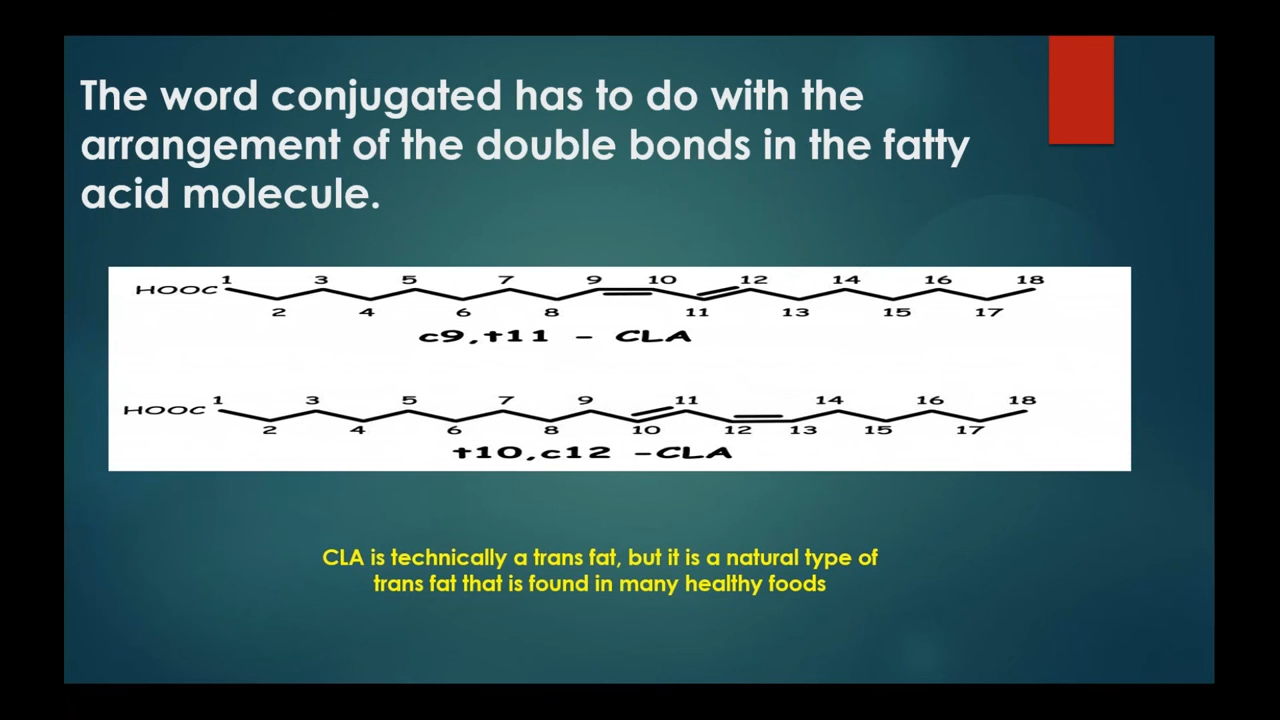 The word conjugated has to do with the
arrangement of the double bonds in the fatty
acid molecule.
HOOC 1 3 5 7 9 10 12 14 16 18
2 4 6 8 11 13 15 17
c9,t11 - CLA
HOOC 1 3 5 7 9 11 14 16 18
2 4 6 8 10 12 13 15 17
t10,c12 -CLA
CLA is technically a trans fat, but it is a natural type of
trans fat that is found in many healthy foods